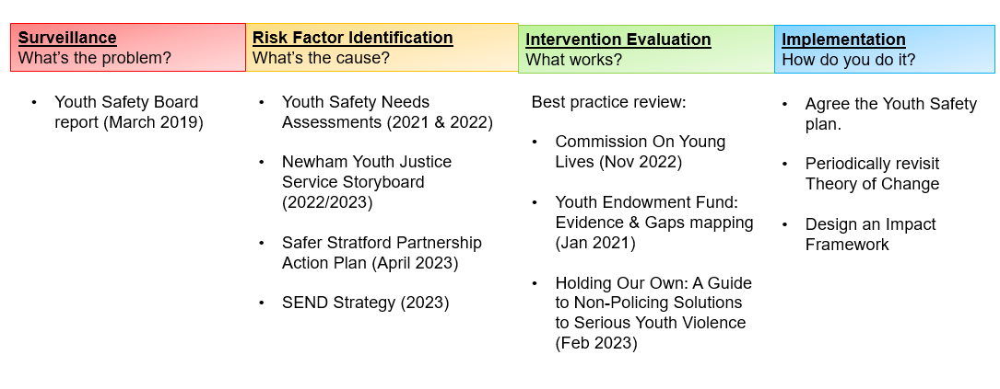 Surveillance
What's the problem?
• Youth Safety Board
report (March 2019)
Risk Factor Identification
What's the cause?
• Youth Safety Needs
Assessments (2021 & 2022)
• Newham Youth Justice
Service Storyboard
(2022/2023)
• Safer Stratford Partnership
Action Plan (April 2023)
• SEND Strategy (2023)
Intervention Evaluation
What works?
Best practice review:
• Commission On Young
Lives (Nov 2022)
• Youth Endowment Fund:
Evidence & Gaps mapping
(Jan 2021)
• Holding Our Own: A Guide
to Non-Policing Solutions
to Serious Youth Violence
(Feb 2023)
Implementation
How do you do it?
• Agree the Youth Safety
plan.
• Periodically revisit
Theory of Change
• Design an Impact
Framework